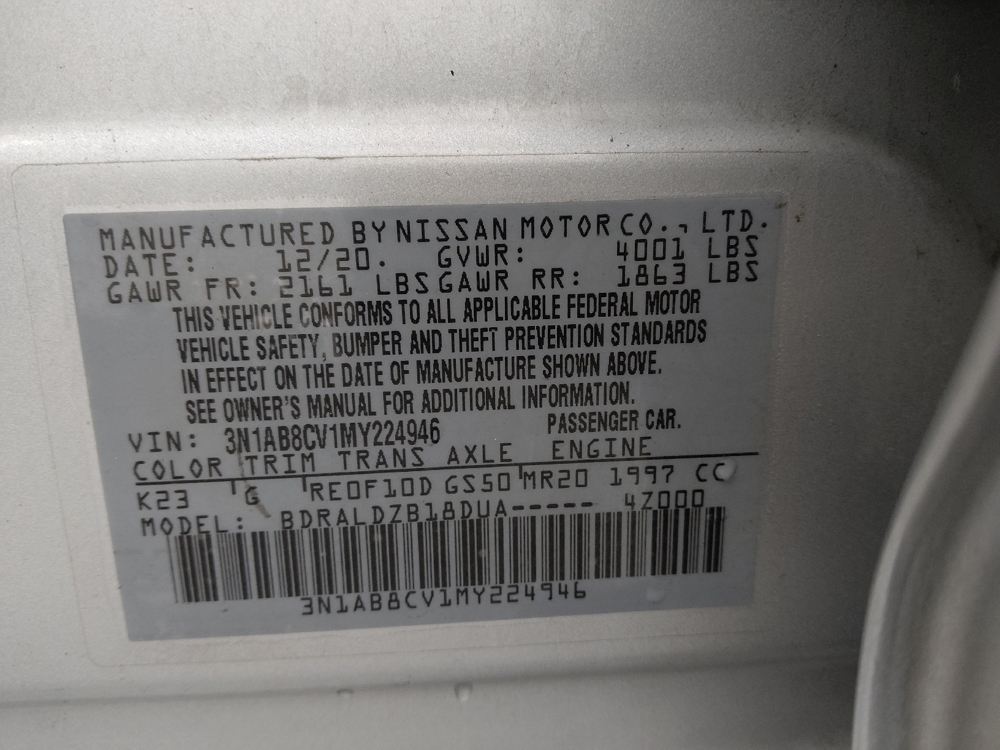 MANUFACTURED BY NISSAN MOTOR CO., LTD.
DATE: 12/20. GVWR: 4001 LBS
GAWR FR: 2161 LBS GAWR RR: 1863 LBS
THIS VEHICLE CONFORMS TO ALL APPLICABLE FEDERAL MOTOR
VEHICLE SAFETY, BUMPER AND THEFT PREVENTION STANDARDS
IN EFFECT ON THE DATE OF MANUFACTURE SHOWN ABOVE.
SEE OWNER'S MANUAL FOR ADDITIONAL INFORMATION.
VIN: 3N1AB8CV1MY224946 PASSENGER CAR.
COLOR TRIM TRANS AXLE ENGINE
K23 G RE0F10D GS50 MR20 1997 CC
MODEL: BDRALDZB18DUA----- 4Z000
3N1AB8CV1MY224946